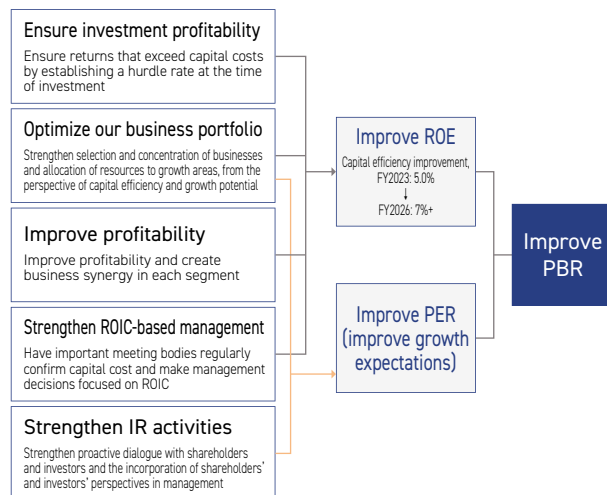 Ensure investment profitability
Ensure returns that exceed capital costs
by establishing a hurdle rate at the time
of investment
Optimize our business portfolio
Strengthen selection and concentration of businesses
and allocation of resources to growth areas, from the
perspective of capital efficiency and growth potential
Improve profitability
Improve profitability and create
business synergy in each segment
Strengthen ROIC-based management
Have important meeting bodies regularly
confirm capital cost and make management
decisions focused on ROIC
Strengthen IR activities
Strengthen proactive dialogue with shareholders
and investors and the incorporation of shareholders’
and investors’ perspectives in management
Improve ROE
Capital efficiency improvement,
FY2023: 5.0%
↓
FY2026: 7%+
Improve PER
(improve growth
expectations)
Improve
PBR